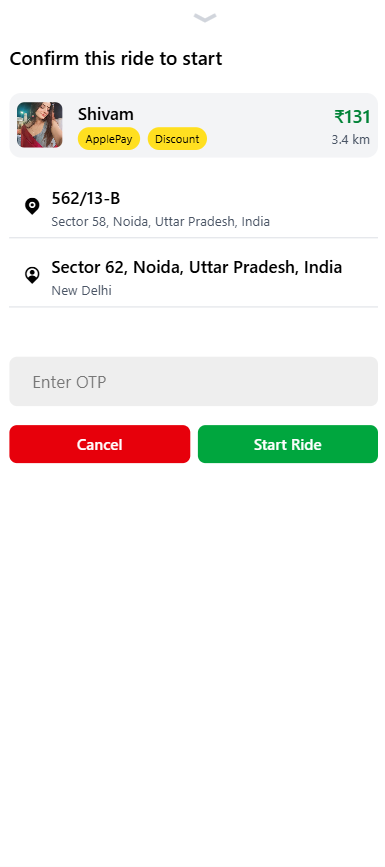 Confirm this ride to start
Shivam
₹131
ApplePay Discount
3.4 km
562/13-B
Sector 58, Noida, Uttar Pradesh, India
Sector 62, Noida, Uttar Pradesh, India
New Delhi
Enter OTP
Cancel Start Ride